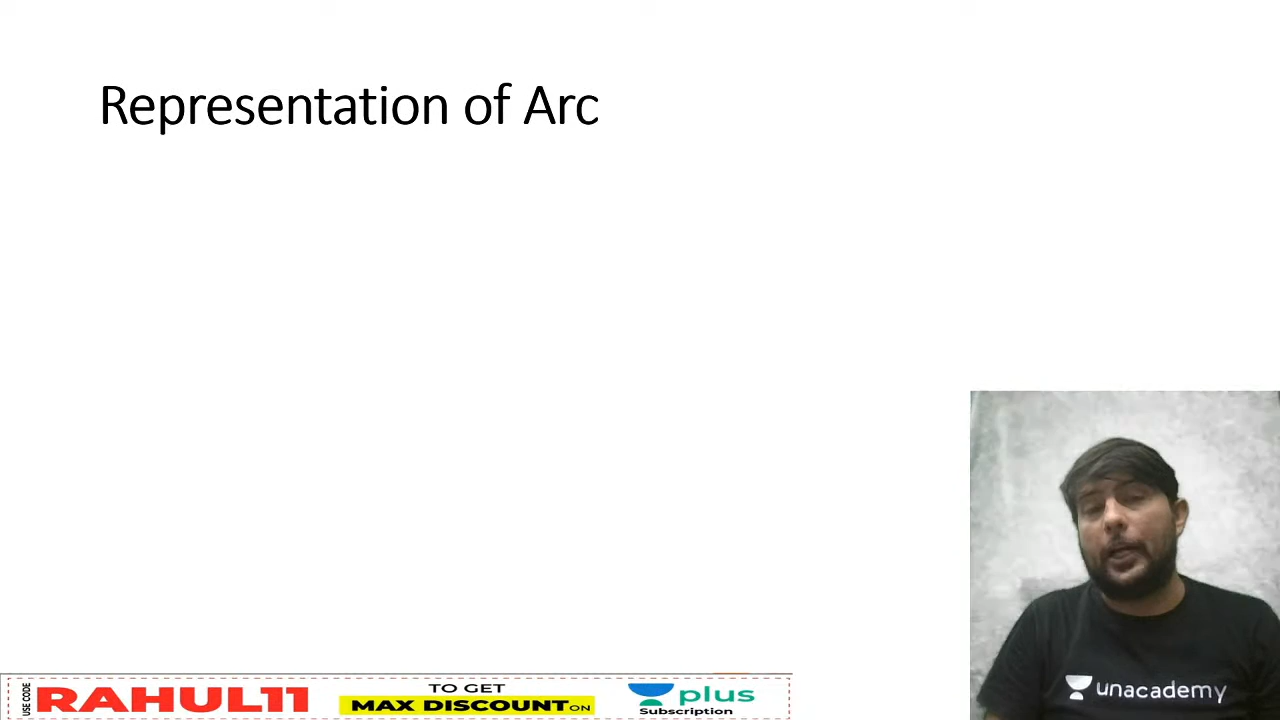 Representation of Arc
USE CODE
RAHUL11
TO GET
MAX DISCOUNT ON
plus
Subscription
unacademy